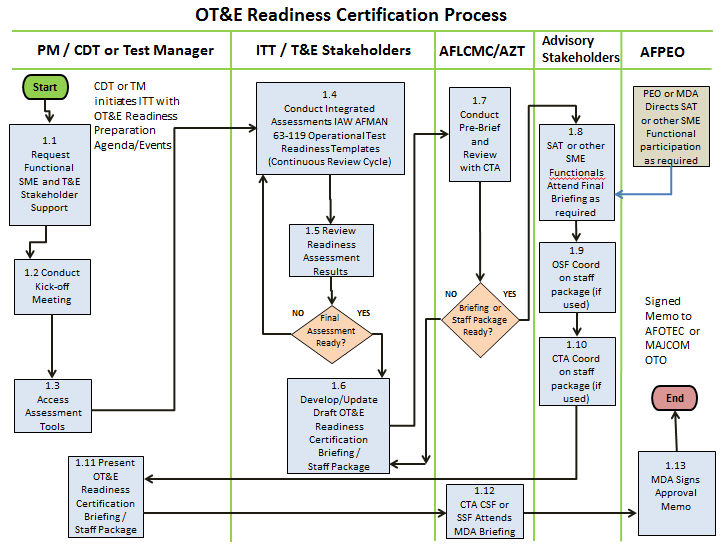 OT&E Readiness Certification Process
PM / CDT or Test Manager
ITT / T&E Stakeholders
AFLCMC/AZT
Advisory
Stakeholders
AFPEO
Start
CDT or TM
initiates ITT with
OT&E Readiness
Preparation
Agenda/Events
1.1
Request
Functional
SME and T&E
Stakeholder
Support
1.2 Conduct
Kick-off
Meeting
1.3
Access
Assessment
Tools
1.4
Conduct Integrated
Assessments IAW AFMAN
63-119 Operational Test
Readiness Templates
(Continuous Review Cycle)
1.5 Review
Readiness
Assessment
Results
NO
YES
Final
Assessment
Ready?
1.6
Develop/Update
Draft OT&E
Readiness
Certification
Briefing /
Staff Package
1.7
Conduct
Pre-Brief
and
Review
with CTA
NO
YES
Briefing or
Staff Package
Ready?
1.8
SAT or other
SME
Functionals
Attend Final
Briefing as
required
1.9
OSF Coord
on staff
package (if
used)
1.10
CTA Coord
on staff
package (if
used)
PEO or MDA
Directs SAT
or other SME
Functional
participation
as required
Signed
Memo to
AFOTEC or
MAJCOM
OTO
End
1.11 Present
OT&E
Readiness
Certification
Briefing /
Staff Package
1.12
CTA CSF or
SSF Attends
MDA Briefing
1.13
MDA Signs
Approval
Memo